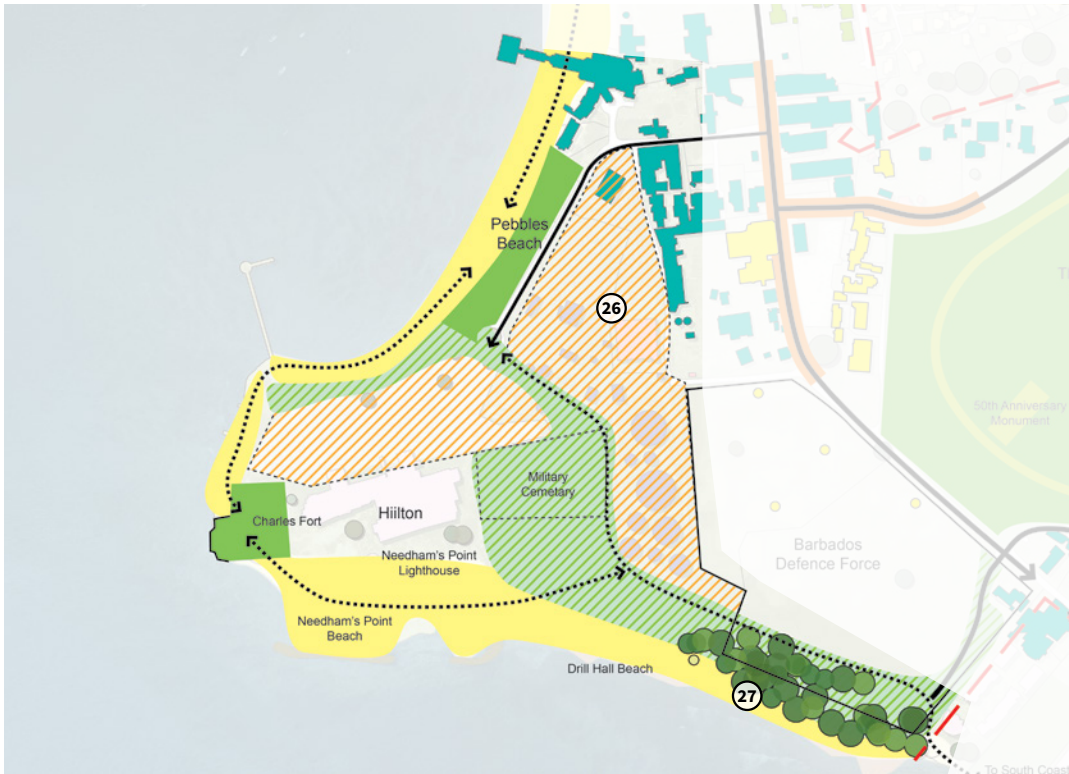 Pebbles
Beach
26
50th Anniversary
Monument
Military
Cemetery
Charles Fort
Hiilton
Needham's Point
Lighthouse
Barbados
Defence Force
Needham's Point
Beach
Drill Hall Beach
27
To South Coast